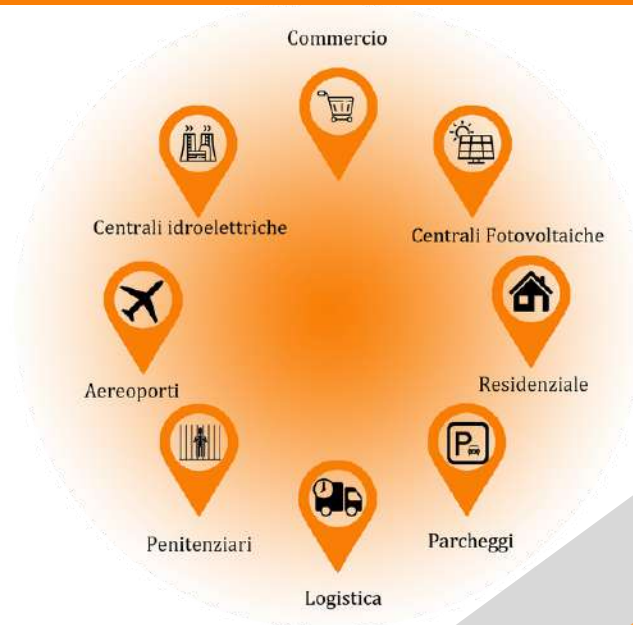 Commercio
Centrali idroelettriche
Centrali Fotovoltaiche
Aereoporti
Residenziale
P
Penitenziari
Parcheggi
Logistica